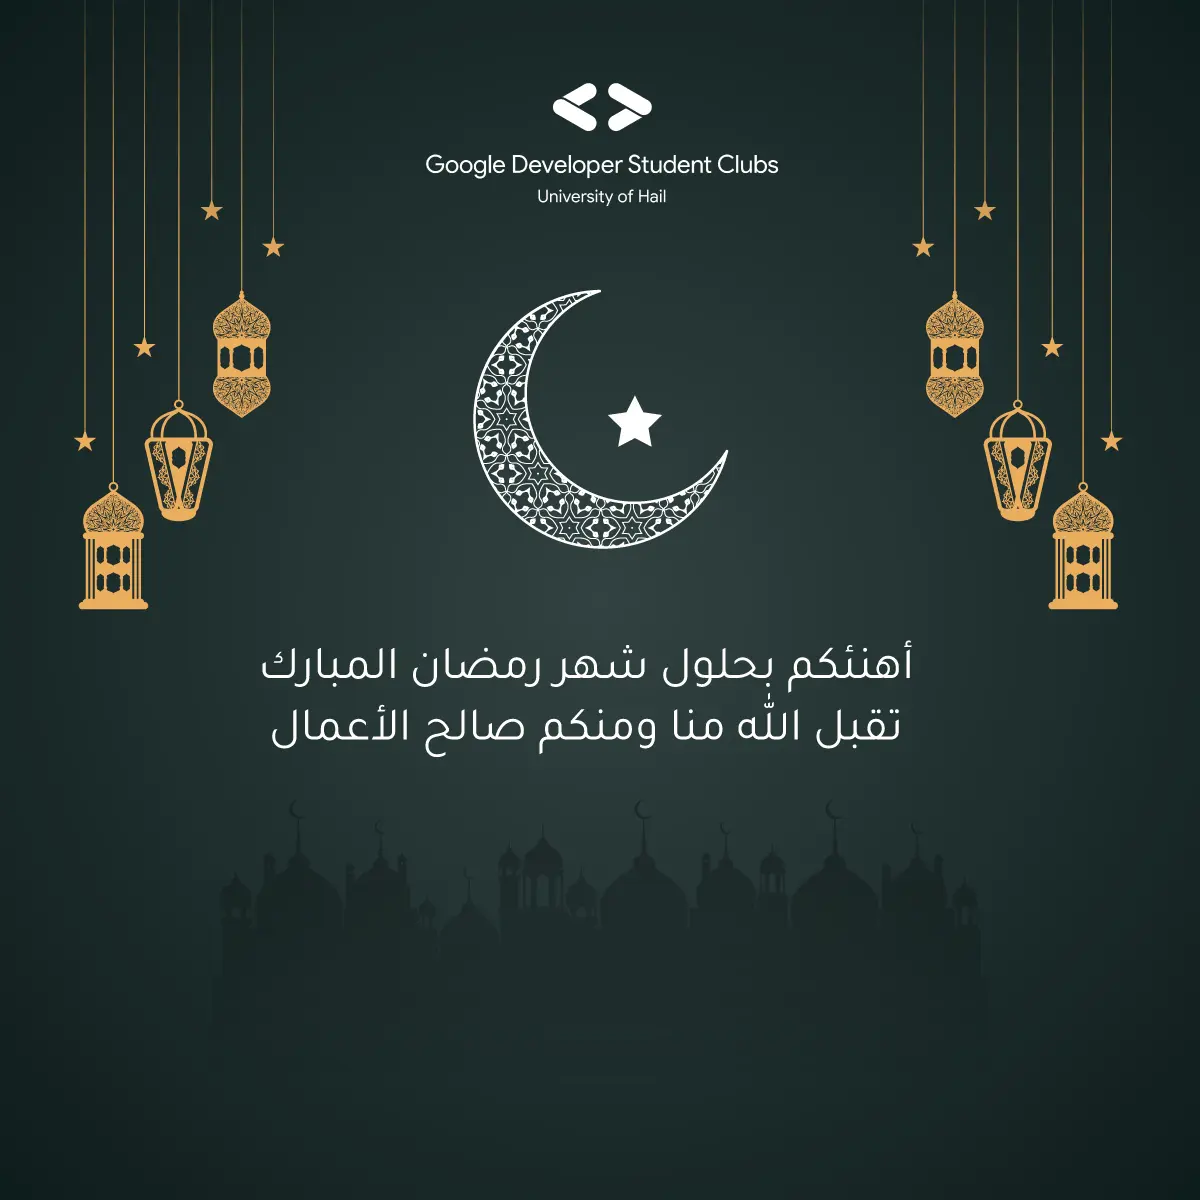 Google Developer Student Clubs
University of Hail
أهنئكم بحلول شهر رمضان المبارك
تقبل الله منا ومنكم صالح الأعمال